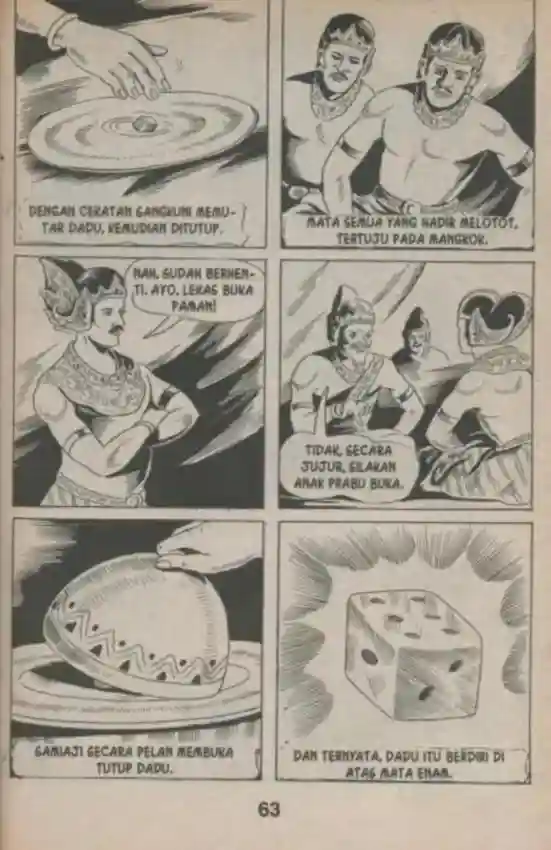 DENGAN CEKATAN SANGKUNI MEMU-
TAR DADU, KEMUDIAN DITUTUP.
MATA SEMUA YANG HADIR MELOTOT,
TERTUJU PADA MANGKOK.
NAH, SUDAH BERHEN-
TI. AYO, LEKAS BUKA
PAMAN!
TIDAK, SECARA
JUJUR, SILAKAN
ANAK PRABU BUKA.
SAMIAJI SECARA PELAN MEMBUKA
TUTUP DADU.
DAN TERNYATA, DADU ITU BERDIRI DI
ATAS MATA ENAM.
63